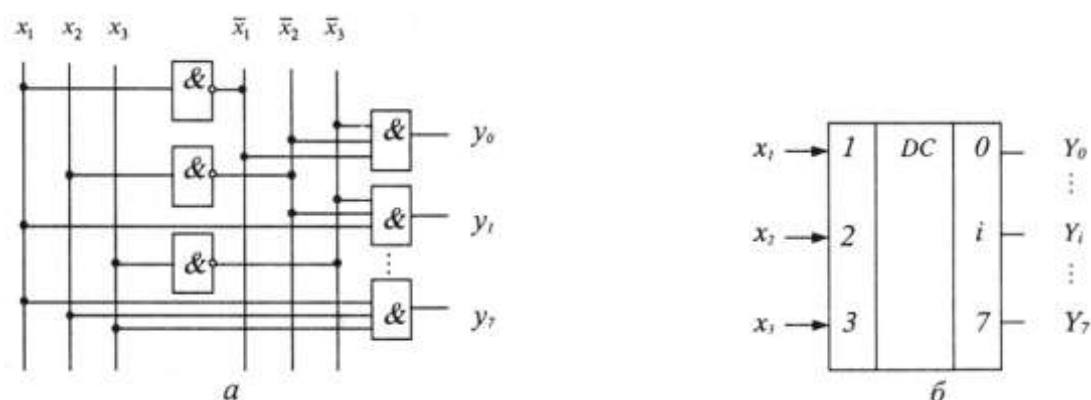 x₁ x₂ x₃ x̄₁ x̄₂ x̄₃
&
& y₀
&
& y₁
&
& y₇
а
x₁ 1 DC 0 Y₀
x₂ 2 i Yᵢ
x₃ 3 7 Y₇
б